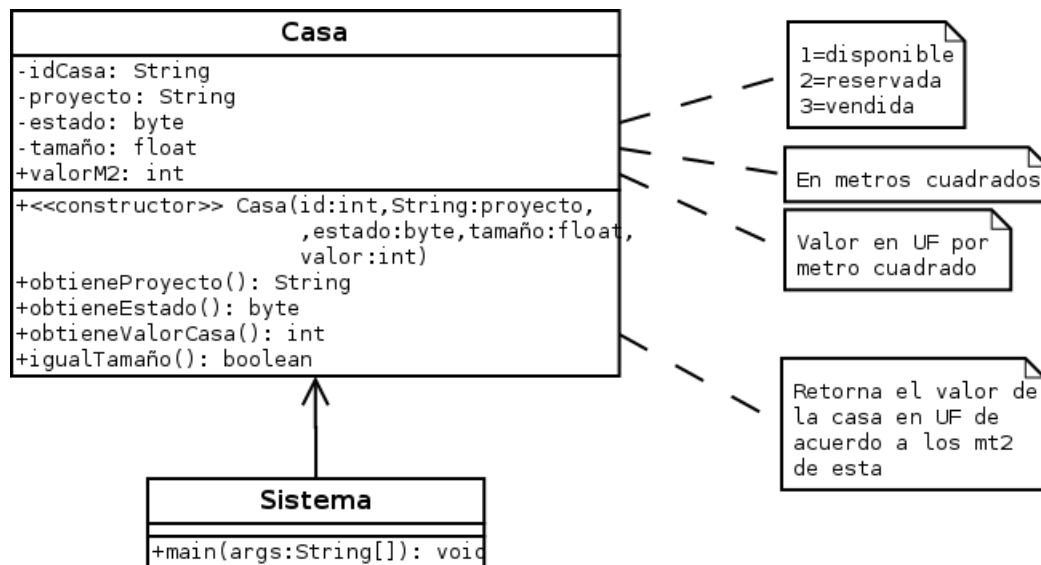 Casa
-idCasa: String
-proyecto: String
-estado: byte
-tamaño: float
+valorM2: int
+<<constructor>> Casa(id:int,String:proyecto,
,estado:byte,tamaño:float,
valor:int)
+obtieneProyecto(): String
+obtieneEstado(): byte
+obtieneValorCasa(): int
+igualTamaño(): boolean
1=disponible
2=reservada
3=vendida
En metros cuadrados
Valor en UF por
metro cuadrado
Retorna el valor de
la casa en UF de
acuerdo a los mt2
de esta
Sistema
+main(args:String[]): void